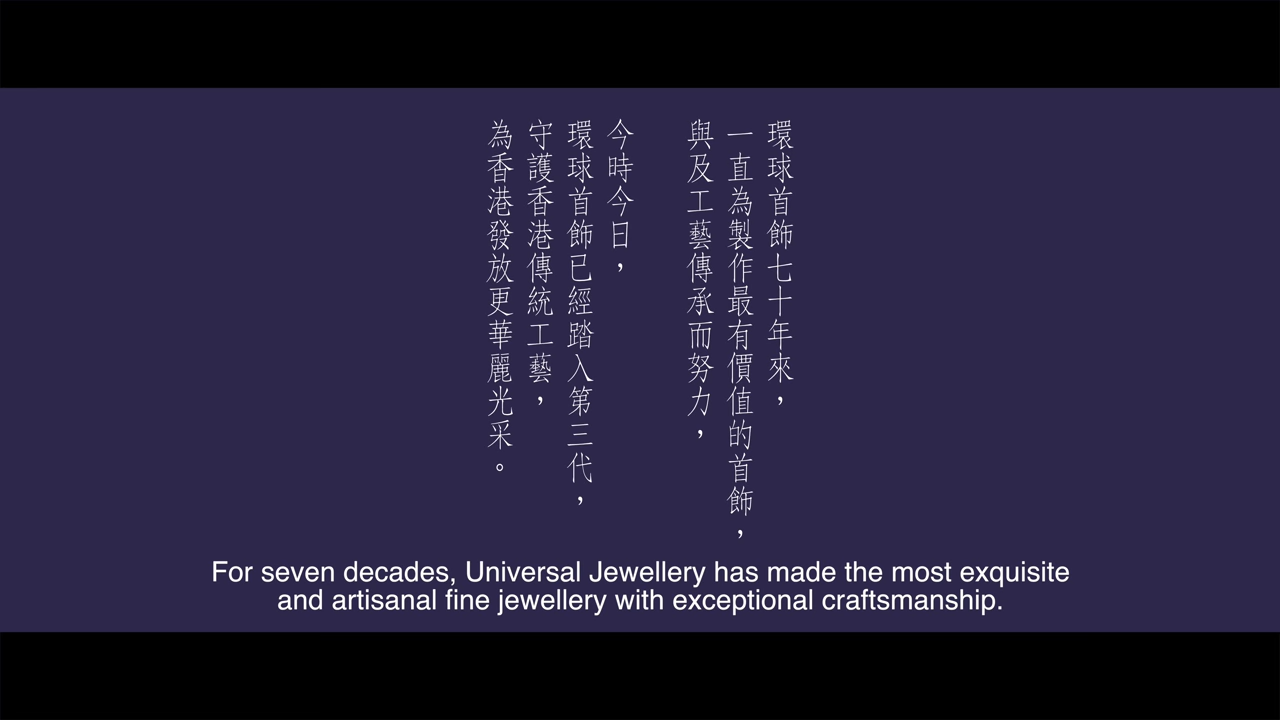 環球首飾七十年來，
一直為製作最有價值的首飾，
與及工藝傳承而努力，
今時今日，
環球首飾已經踏入第三代，
守護香港傳統工藝，
為香港發放更華麗光采。
For seven decades, Universal Jewellery has made the most exquisite
and artisanal fine jewellery with exceptional craftsmanship.